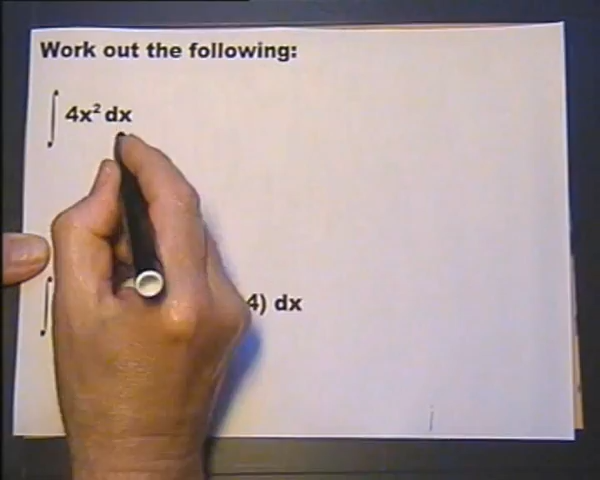 Work out the following:
∫ 4x² dx
∫ 4) dx